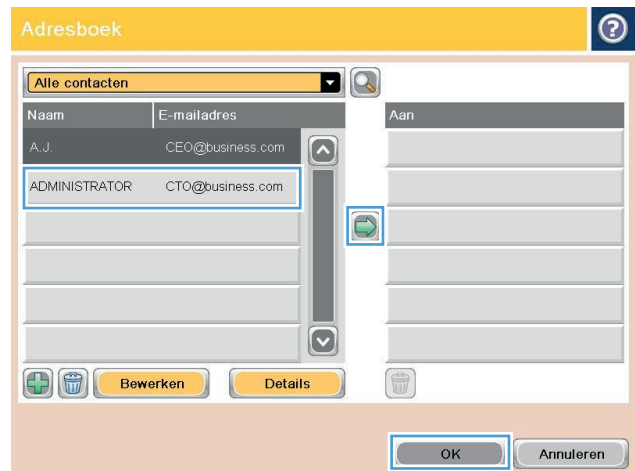 Adresboek
?
Alle contacten
Naam E-mailadres Aan
A.J. CEO@business.com
ADMINISTRATOR CTO@business.com
Bewerken Details
OK Annuleren